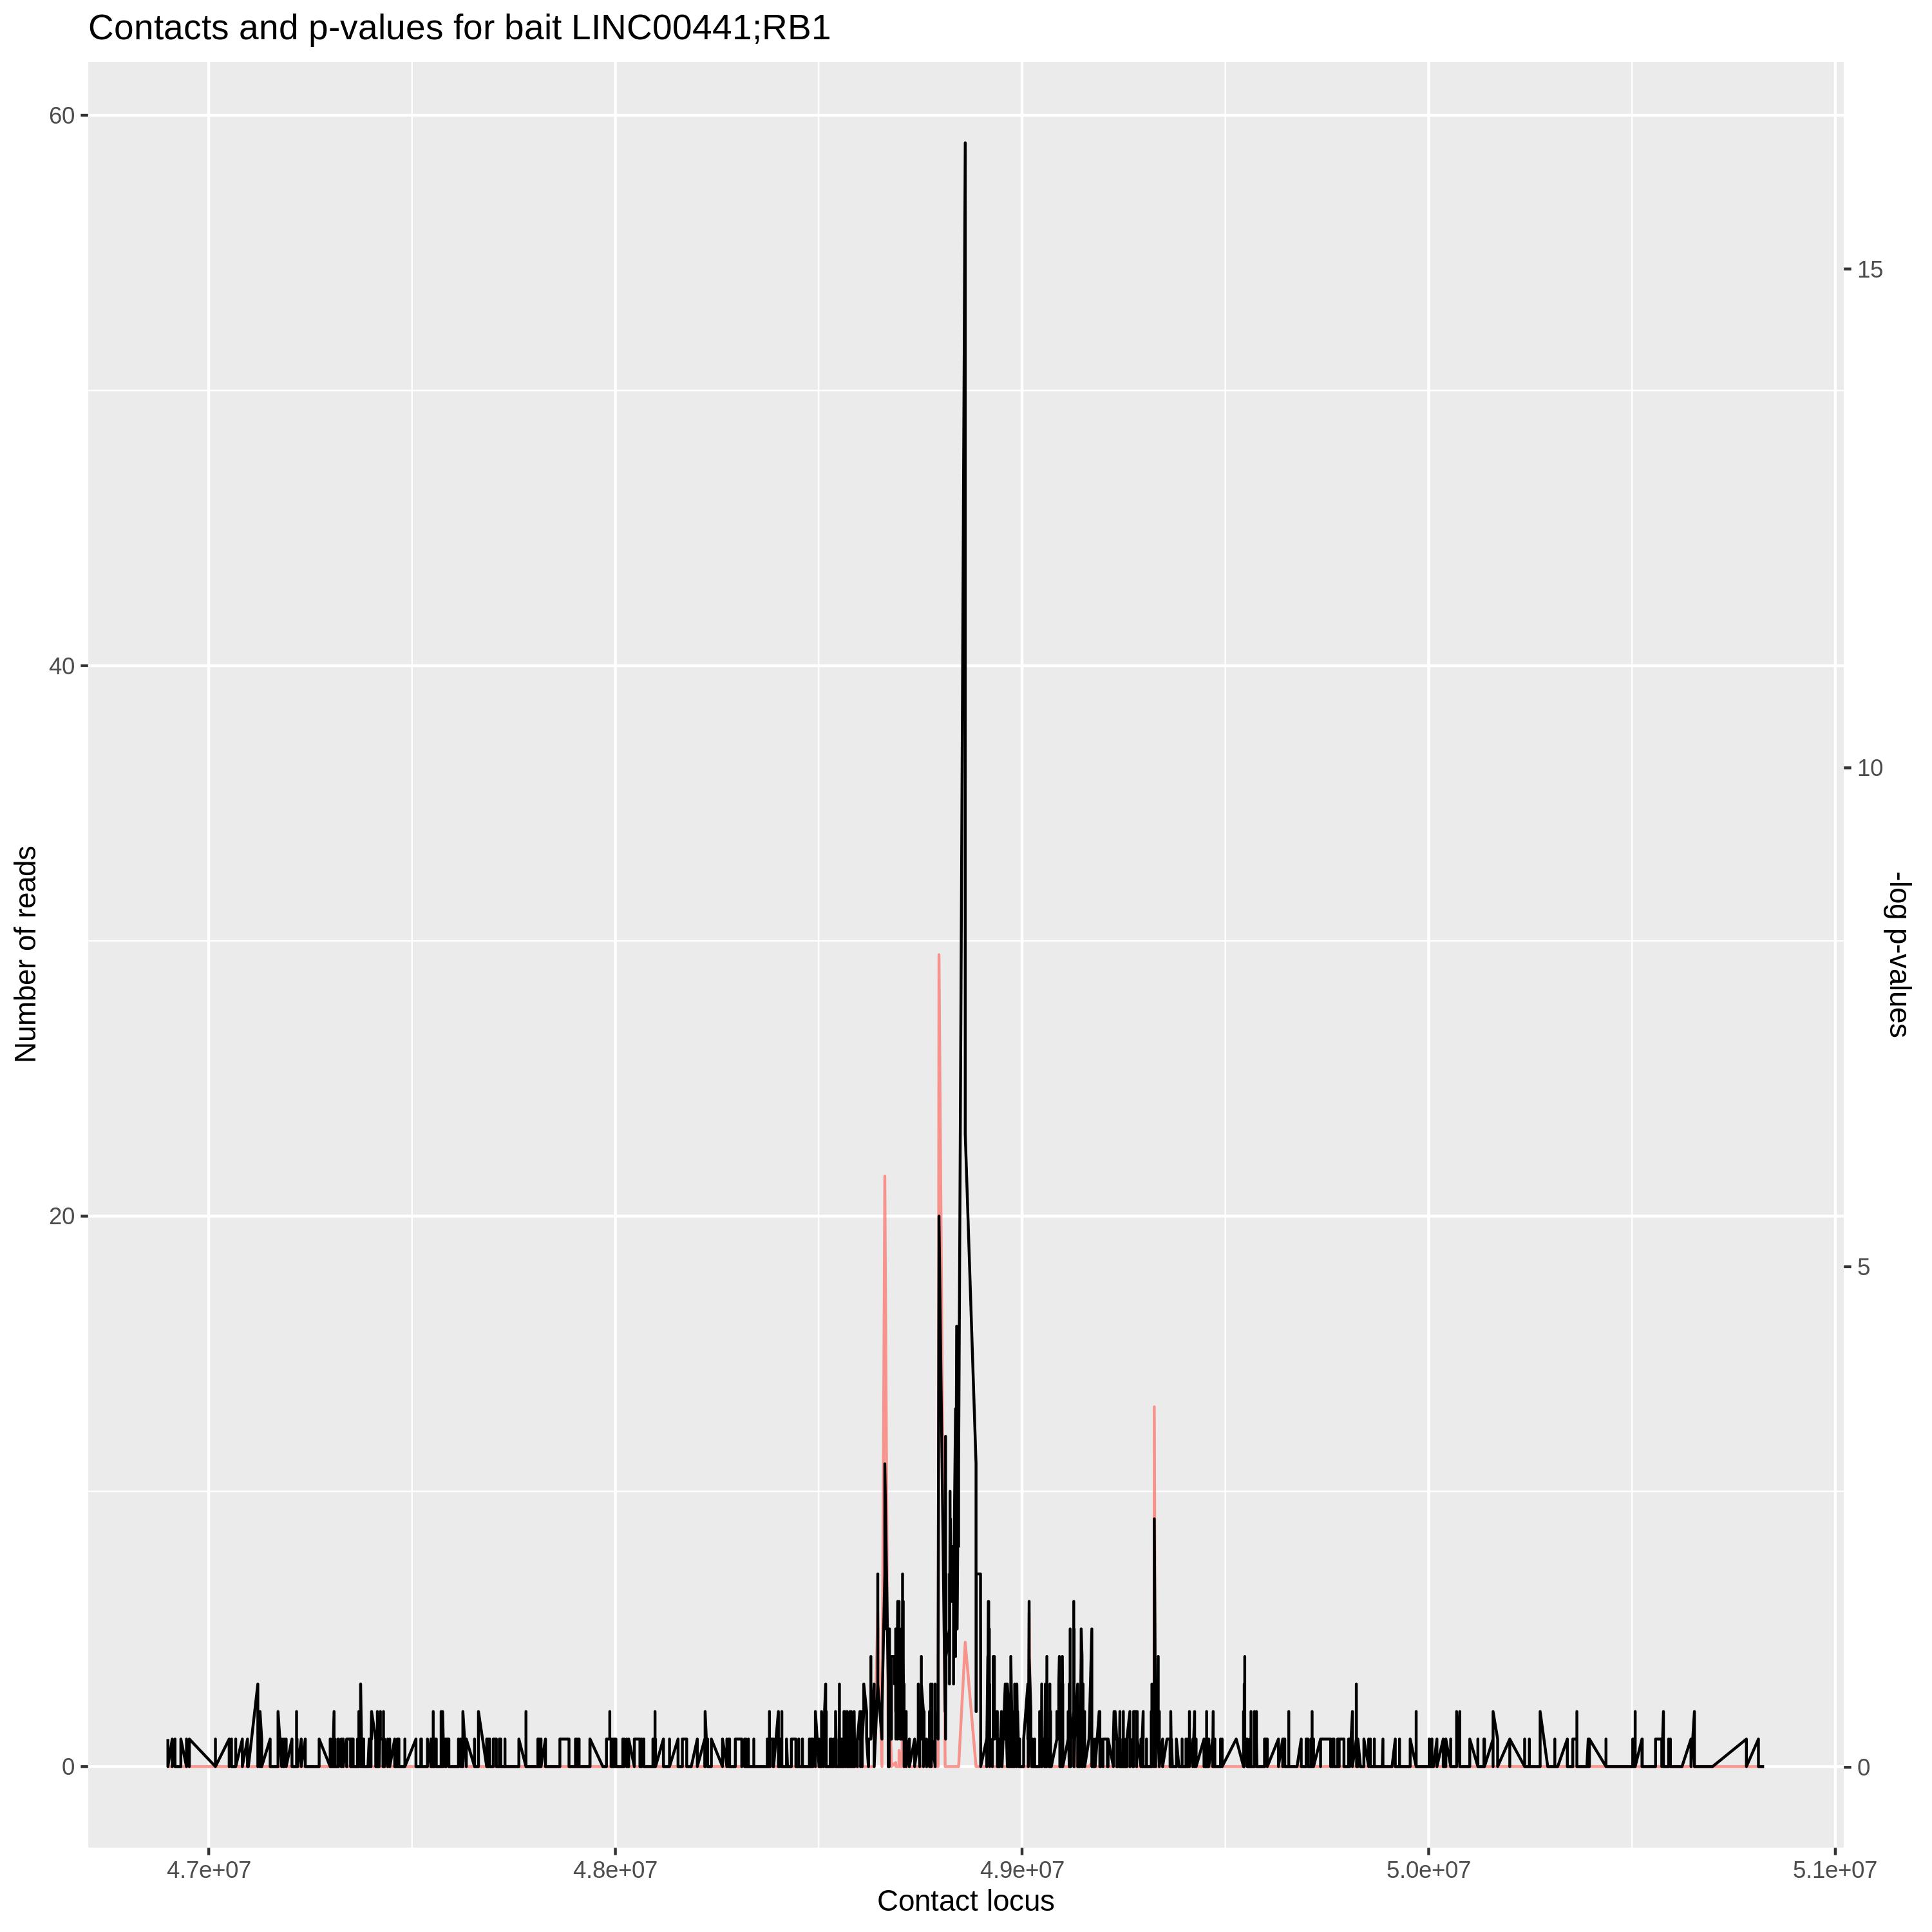 Contacts and p-values for bait LINC00441;RB1
60
40
20
0
15
10
5
0
Number of reads
-log p-values
4.7e+07
4.8e+07
4.9e+07
5.0e+07
5.1e+07
Contact locus